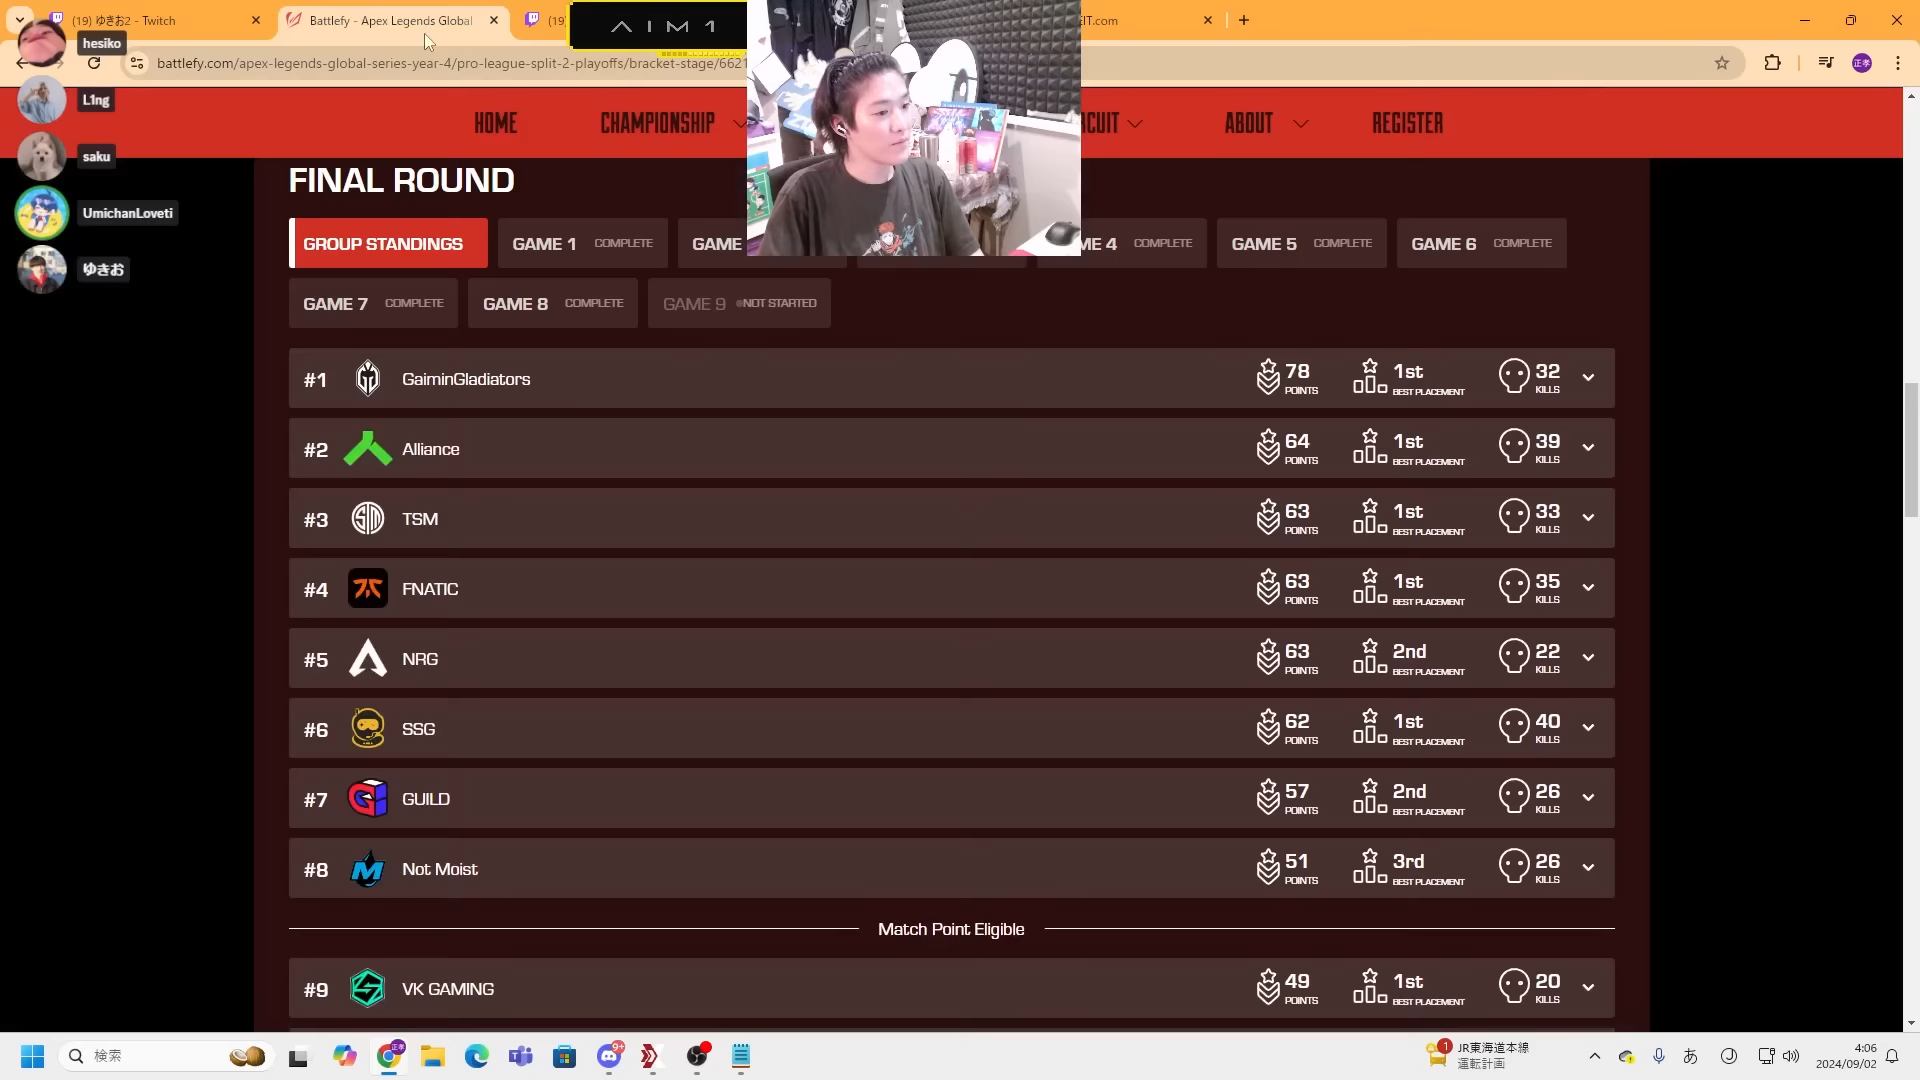 (19) ゆきお2 - Twitch
Battlefy - Apex Legends Global
(19)
AIM1
EIT.com
battlefy.com/apex-legends-global-series-year-4/pro-league-split-2-playoffs/bracket-stage/6621
正孝
hesiko
L1ng
saku
UmichanLoveti
ゆきお
HOME
CHAMPIONSHIP
CUIT
ABOUT
REGISTER
FINAL ROUND
GROUP STANDINGS
GAME 1 COMPLETE
GAME
ME 4 COMPLETE
GAME 5 COMPLETE
GAME 6 COMPLETE
GAME 7 COMPLETE
GAME 8 COMPLETE
GAME 9 NOT STARTED
#1 GaiminGladiators 78 POINTS 1st BEST PLACEMENT 32 KILLS
#2 Alliance 64 POINTS 1st BEST PLACEMENT 39 KILLS
#3 TSM 63 POINTS 1st BEST PLACEMENT 33 KILLS
#4 FNATIC 63 POINTS 1st BEST PLACEMENT 35 KILLS
#5 NRG 63 POINTS 2nd BEST PLACEMENT 22 KILLS
#6 SSG 62 POINTS 1st BEST PLACEMENT 40 KILLS
#7 GUILD 57 POINTS 2nd BEST PLACEMENT 26 KILLS
#8 Not Moist 51 POINTS 3rd BEST PLACEMENT 26 KILLS
Match Point Eligible
#9 VK GAMING 49 POINTS 1st BEST PLACEMENT 20 KILLS
検索
9+
1
JR東海道本線
運転計画
あ
4:06
2024/09/02